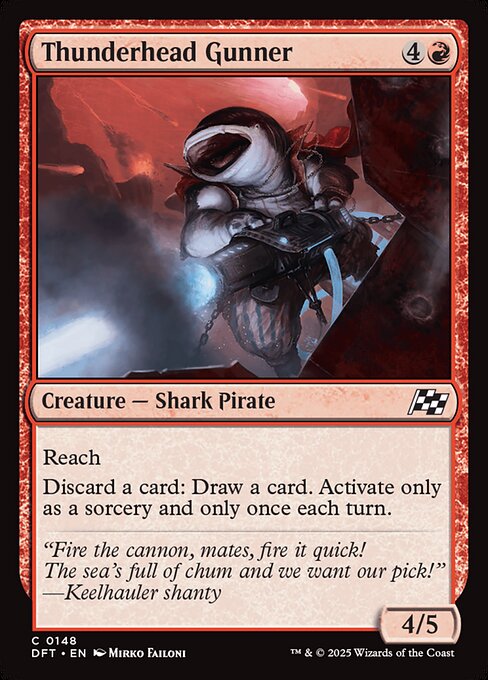 Thunderhead Gunner 4
Creature — Shark Pirate
Reach
Discard a card: Draw a card. Activate only
as a sorcery and only once each turn.
“Fire the cannon, mates, fire it quick!
The sea’s full of chum and we want our pick!”
—Keelhauler shanty
4/5
C 0148
DFT • EN Mirko Failoni
™ & © 2025 Wizards of the Coast